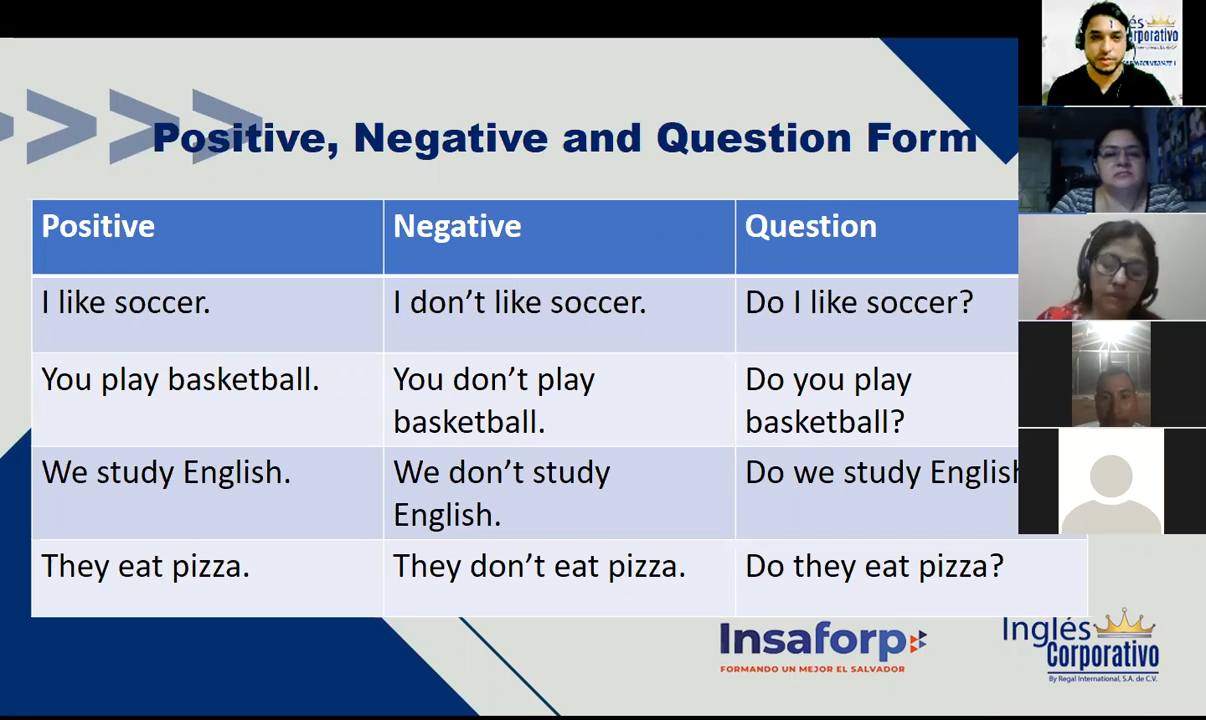 Positive, Negative and Question Form
Positive Negative Question
I like soccer. I don't like soccer. Do I like soccer?
You play basketball. You don't play Do you play
basketball. basketball?
We study English. We don't study Do we study English
English.
They eat pizza. They don't eat pizza. Do they eat pizza?
Insaforp
FORMANDO UN MEJOR EL SALVADOR
Inglés
Corporativo
By Regal International, S.A. de C.V.